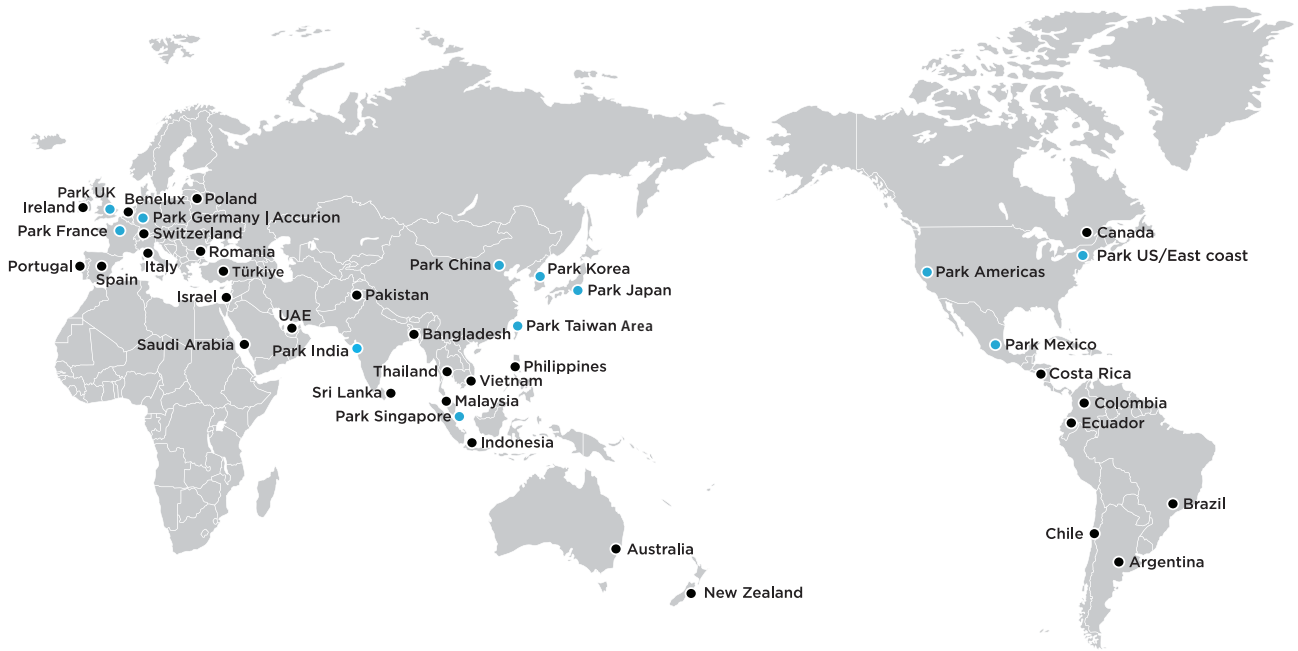 Park UK
Ireland
Benelux
Poland
Park Germany | Accurion
Park France
Switzerland
Romania
Portugal
Spain
Italy
Türkiye
Israel
UAE
Saudi Arabia
Pakistan
Park India
Bangladesh
Sri Lanka
Park China
Park Korea
Park Japan
Park Taiwan Area
Thailand
Philippines
Vietnam
Malaysia
Park Singapore
Indonesia
Australia
New Zealand
Canada
Park US/East coast
Park Americas
Park Mexico
Costa Rica
Colombia
Ecuador
Brazil
Chile
Argentina